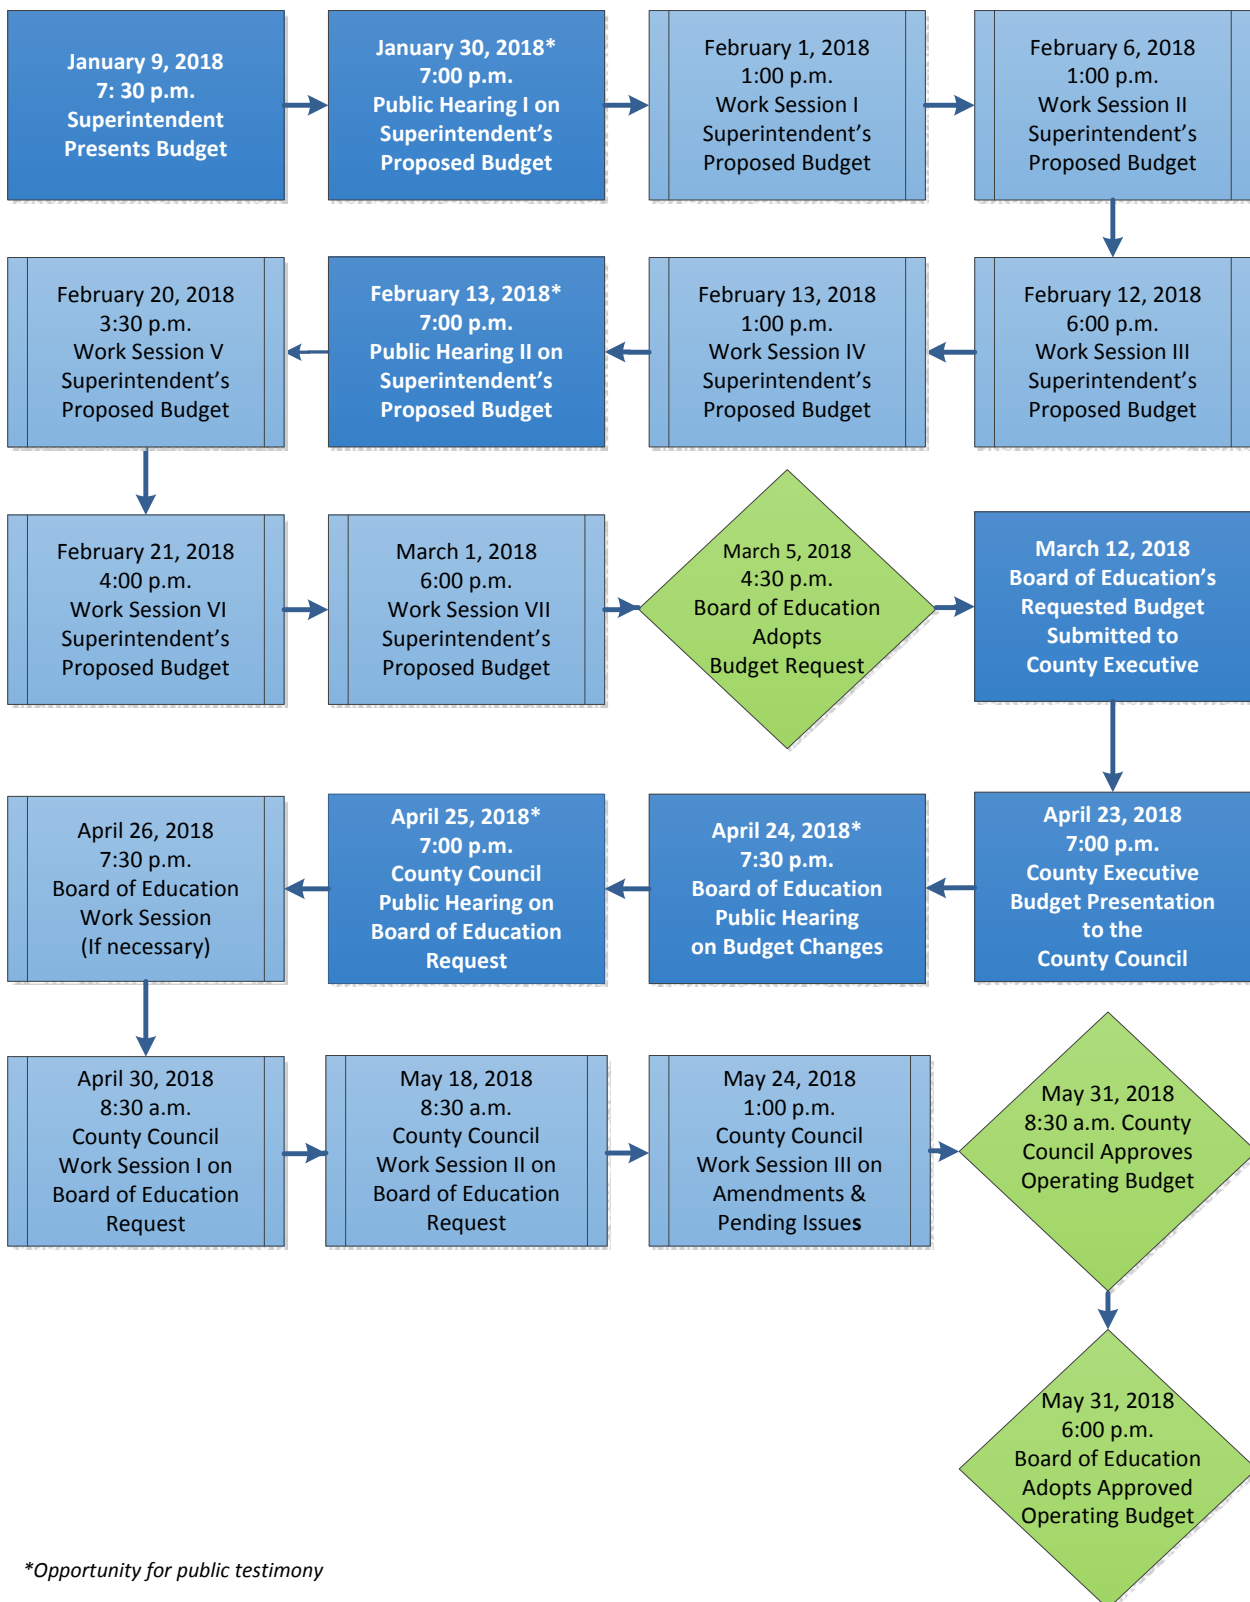 January 9, 2018
7: 30 p.m.
Superintendent
Presents Budget
January 30, 2018*
7:00 p.m.
Public Hearing I on
Superintendent’s
Proposed Budget
February 1, 2018
1:00 p.m.
Work Session I
Superintendent’s
Proposed Budget
February 6, 2018
1:00 p.m.
Work Session II
Superintendent’s
Proposed Budget
February 12, 2018
6:00 p.m.
Work Session III
Superintendent’s
Proposed Budget
February 13, 2018
1:00 p.m.
Work Session IV
Superintendent’s
Proposed Budget
February 13, 2018*
7:00 p.m.
Public Hearing II on
Superintendent’s
Proposed Budget
February 20, 2018
3:30 p.m.
Work Session V
Superintendent’s
Proposed Budget
February 21, 2018
4:00 p.m.
Work Session VI
Superintendent’s
Proposed Budget
March 1, 2018
6:00 p.m.
Work Session VII
Superintendent’s
Proposed Budget
March 5, 2018
4:30 p.m.
Board of Education
Adopts
Budget Request
March 12, 2018
Board of Education’s
Requested Budget
Submitted to
County Executive
April 23, 2018
7:00 p.m.
County Executive
Budget Presentation
to the
County Council
April 24, 2018*
7:30 p.m.
Board of Education
Public Hearing
on Budget Changes
April 25, 2018*
7:00 p.m.
County Council
Public Hearing on
Board of Education
Request
April 26, 2018
7:30 p.m.
Board of Education
Work Session
(If necessary)
April 30, 2018
8:30 a.m.
County Council
Work Session I on
Board of Education
Request
May 18, 2018
8:30 a.m.
County Council
Work Session II on
Board of Education
Request
May 24, 2018
1:00 p.m.
County Council
Work Session III on
Amendments &
Pending Issues
May 31, 2018
8:30 a.m. County
Council Approves
Operating Budget
May 31, 2018
6:00 p.m.
Board of Education
Adopts Approved
Operating Budget
*Opportunity for public testimony